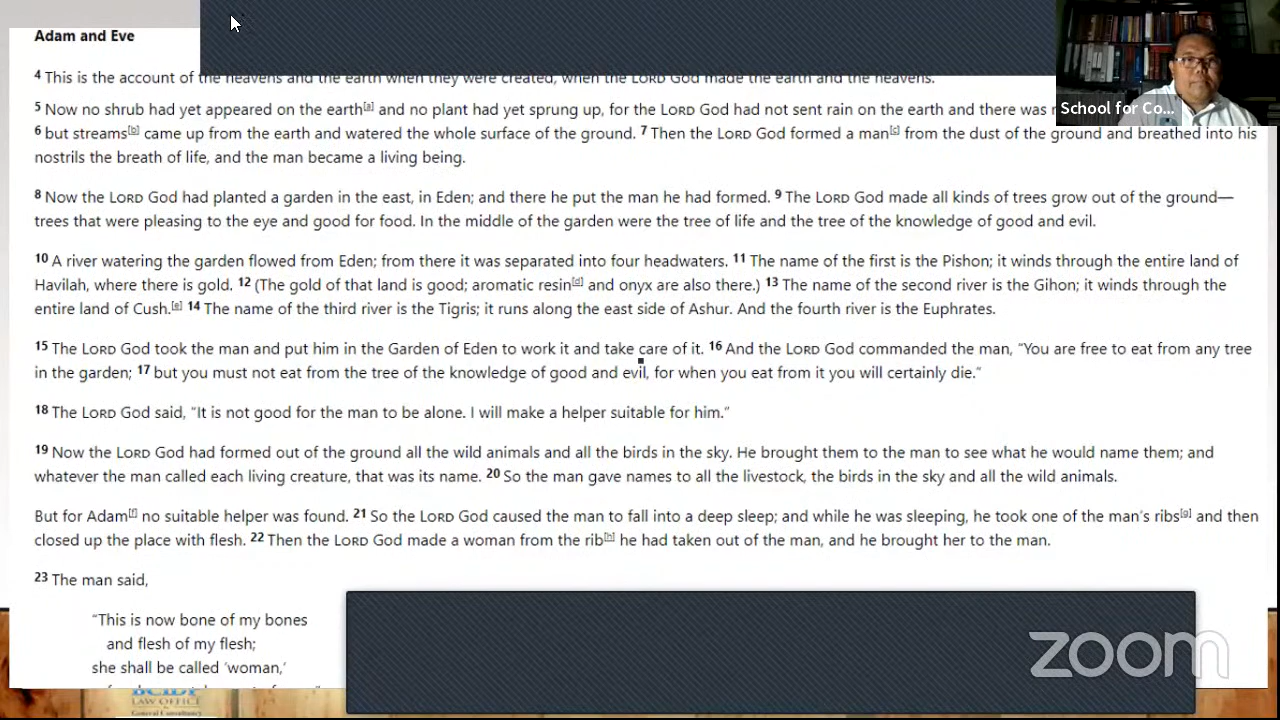 Adam and Eve
4 This is the account of the heavens and the earth when they were created, when the LORD God made the earth and the heavens.
School for Co...
5 Now no shrub had yet appeared on the earth[a] and no plant had yet sprung up, for the LORD God had not sent rain on the earth and there was
6 but streams[b] came up from the earth and watered the whole surface of the ground. 7 Then the LORD God formed a man[c] from the dust of the ground and breathed into his
nostrils the breath of life, and the man became a living being.
8 Now the LORD God had planted a garden in the east, in Eden; and there he put the man he had formed. 9 The LORD God made all kinds of trees grow out of the ground—
trees that were pleasing to the eye and good for food. In the middle of the garden were the tree of life and the tree of the knowledge of good and evil.
10 A river watering the garden flowed from Eden; from there it was separated into four headwaters. 11 The name of the first is the Pishon; it winds through the entire land of
Havilah, where there is gold. 12 (The gold of that land is good; aromatic resin[d] and onyx are also there.) 13 The name of the second river is the Gihon; it winds through the
entire land of Cush.[e] 14 The name of the third river is the Tigris; it runs along the east side of Ashur. And the fourth river is the Euphrates.
15 The LORD God took the man and put him in the Garden of Eden to work it and take care of it. 16 And the LORD God commanded the man, “You are free to eat from any tree
in the garden; 17 but you must not eat from the tree of the knowledge of good and evil, for when you eat from it you will certainly die.”
18 The LORD God said, “It is not good for the man to be alone. I will make a helper suitable for him.”
19 Now the LORD God had formed out of the ground all the wild animals and all the birds in the sky. He brought them to the man to see what he would name them; and
whatever the man called each living creature, that was its name. 20 So the man gave names to all the livestock, the birds in the sky and all the wild animals.
But for Adam[f] no suitable helper was found. 21 So the LORD God caused the man to fall into a deep sleep; and while he was sleeping, he took one of the man’s ribs[g] and then
closed up the place with flesh. 22 Then the LORD God made a woman from the rib[h] he had taken out of the man, and he brought her to the man.
23 The man said,
“This is now bone of my bones
and flesh of my flesh;
she shall be called ‘woman,’
zoom
LAW OFFICE
General Consultancy